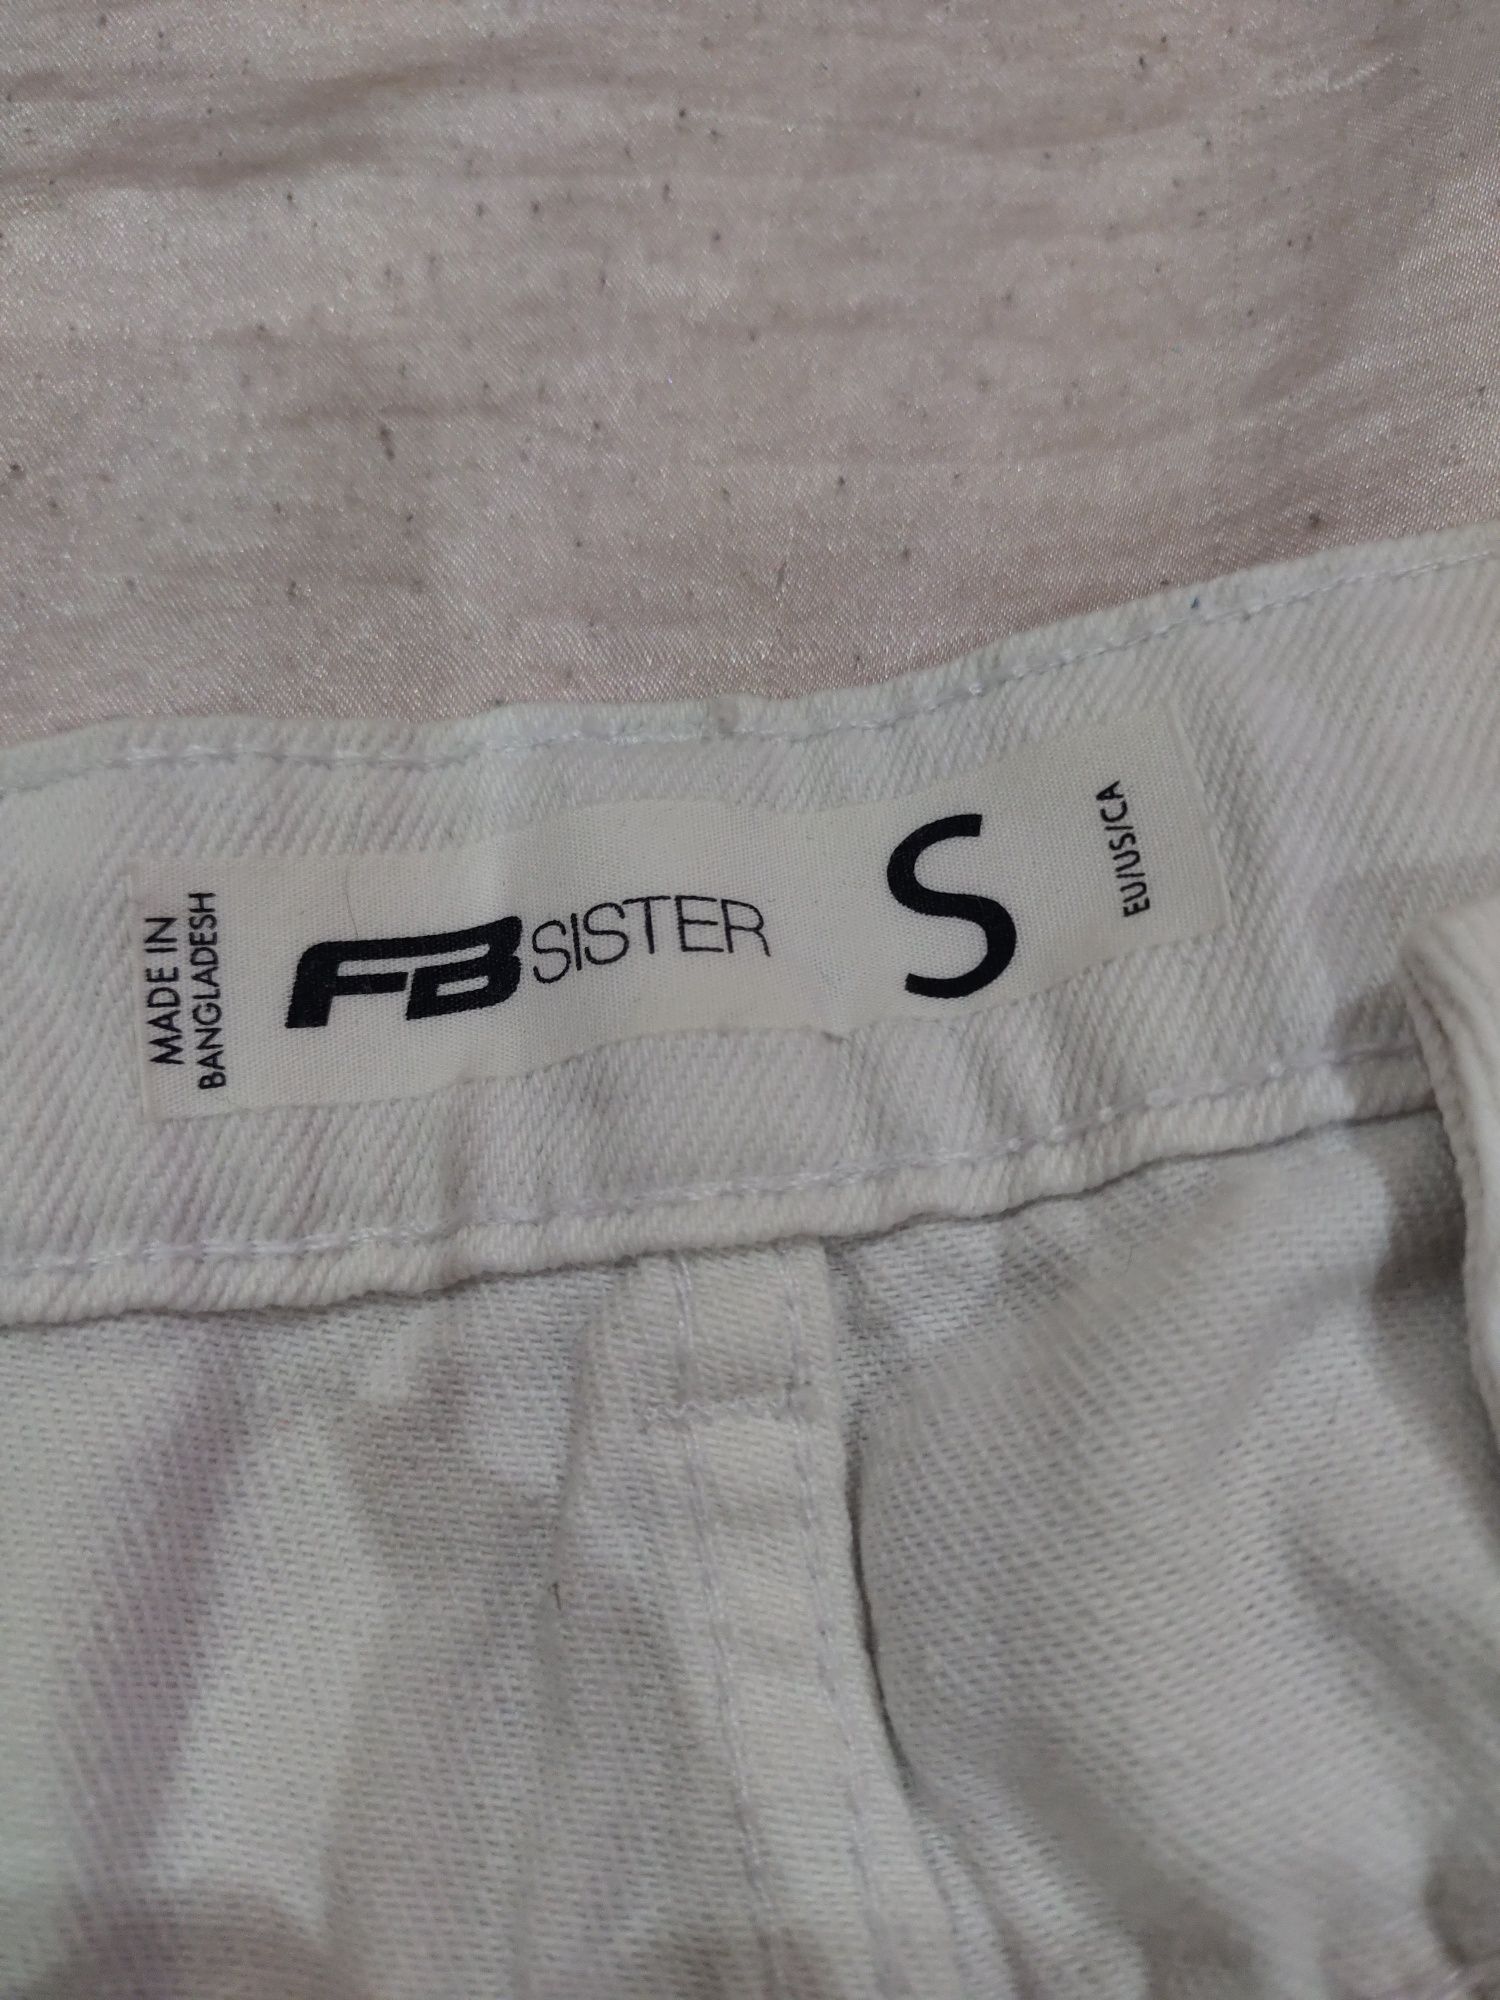 MADE IN
BANGLADESH
FB SISTER
S
EU/US/CA